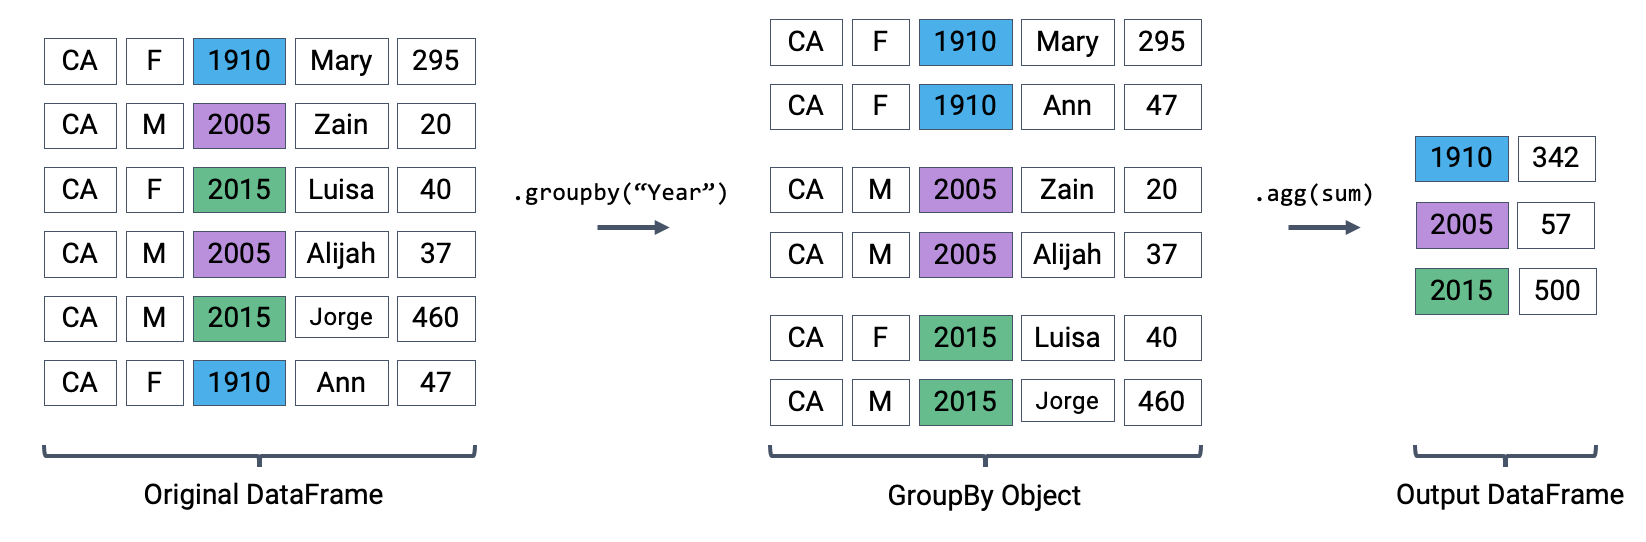 CA F 1910 Mary 295
CA M 2005 Zain 20
CA F 2015 Luisa 40
CA M 2005 Alijah 37
CA M 2015 Jorge 460
CA F 1910 Ann 47
Original DataFrame
.groupby(“Year”)
CA F 1910 Mary 295
CA F 1910 Ann 47
CA M 2005 Zain 20
CA M 2005 Alijah 37
CA F 2015 Luisa 40
CA M 2015 Jorge 460
GroupBy Object
.agg(sum)
1910 342
2005 57
2015 500
Output DataFrame